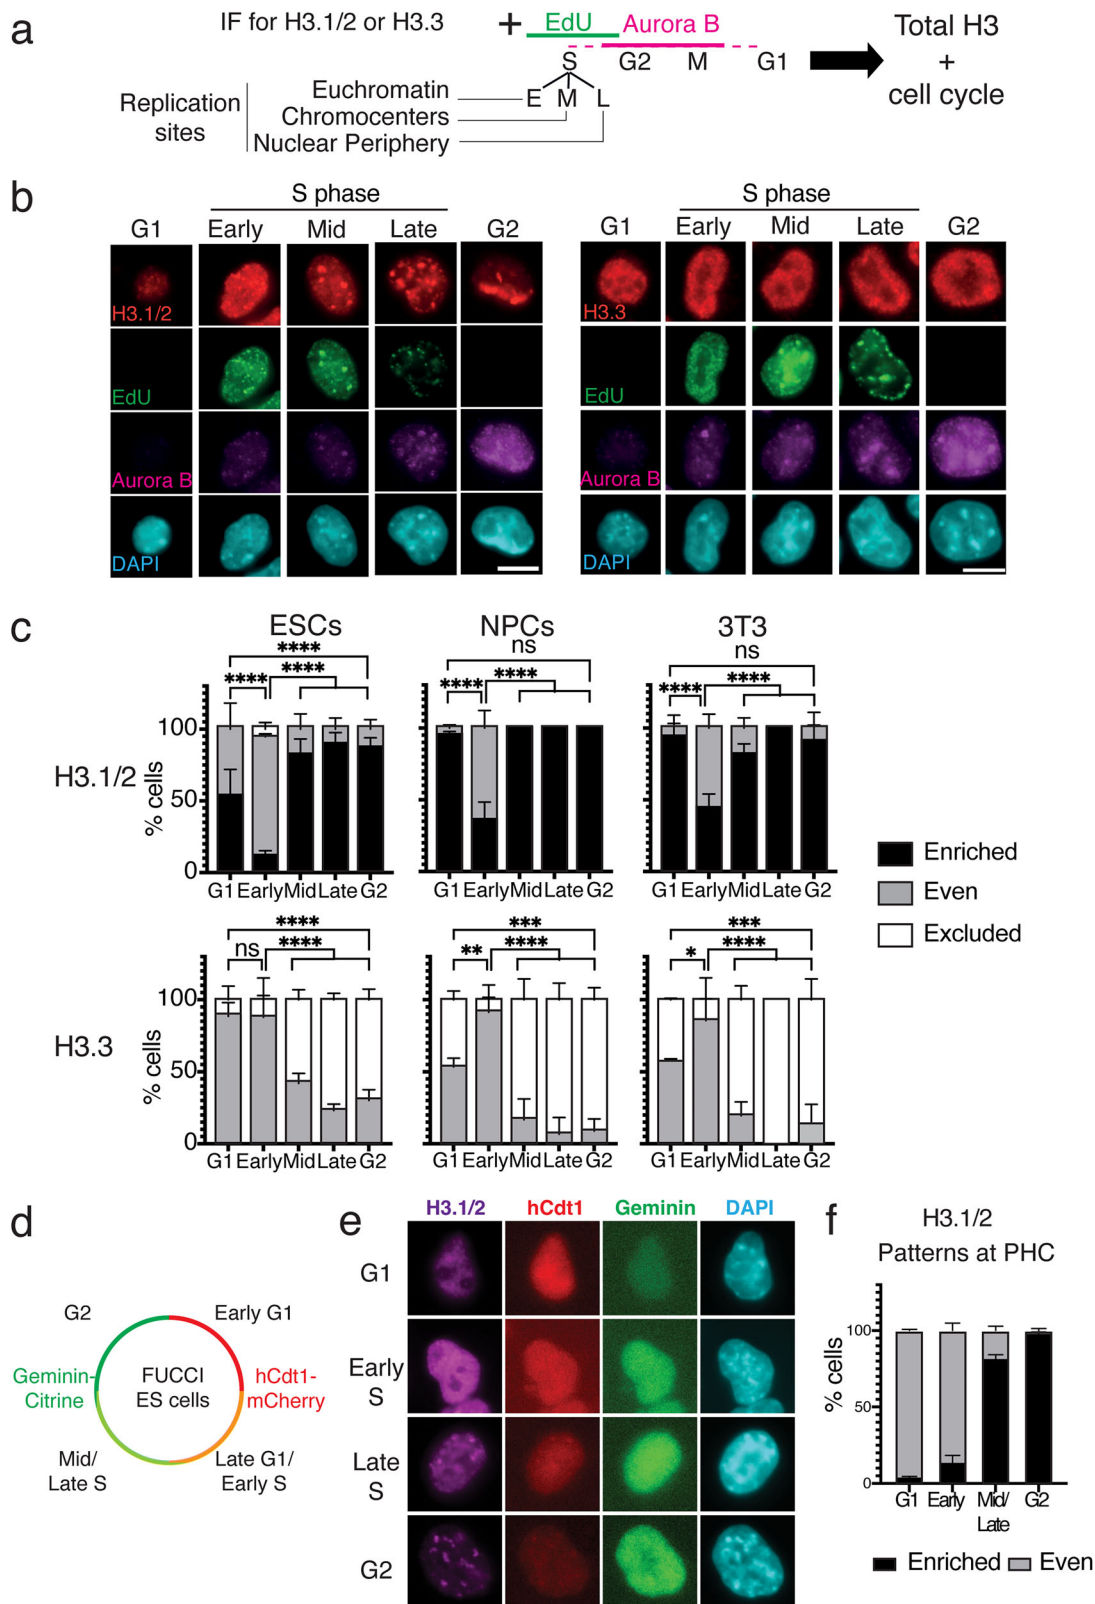 a
IF for H3.1/2 or H3.3 + EdU Aurora B
S G2 M G1
E M L
Replication sites
Euchromatin
Chromocenters
Nuclear Periphery
Total H3
+
cell cycle
b
S phase
G1 Early Mid Late G2
H3.1/2
EdU
Aurora B
DAPI
S phase
G1 Early Mid Late G2
H3.3
EdU
Aurora B
DAPI
c
ESCs NPCs 3T3
H3.1/2
% cells
100
50
0
**** **** ****
G1 Early Mid Late G2
ns **** ****
G1 Early Mid Late G2
ns **** ****
G1 Early Mid Late G2
Enriched
Even
Excluded
H3.3
% cells
100
50
0
**** ns ****
G1 Early Mid Late G2
*** ** ****
G1 Early Mid Late G2
*** * ****
G1 Early Mid Late G2
d
G2 Early G1
Geminin-Citrine
FUCCI
ES cells
hCdt1-mCherry
Mid/
Late S
Late G1/
Early S
e
H3.1/2 hCdt1 Geminin DAPI
G1
Early
S
Late
S
G2
f
H3.1/2
Patterns at PHC
% cells
100
50
0
G1 Early Mid/Late G2
Enriched Even